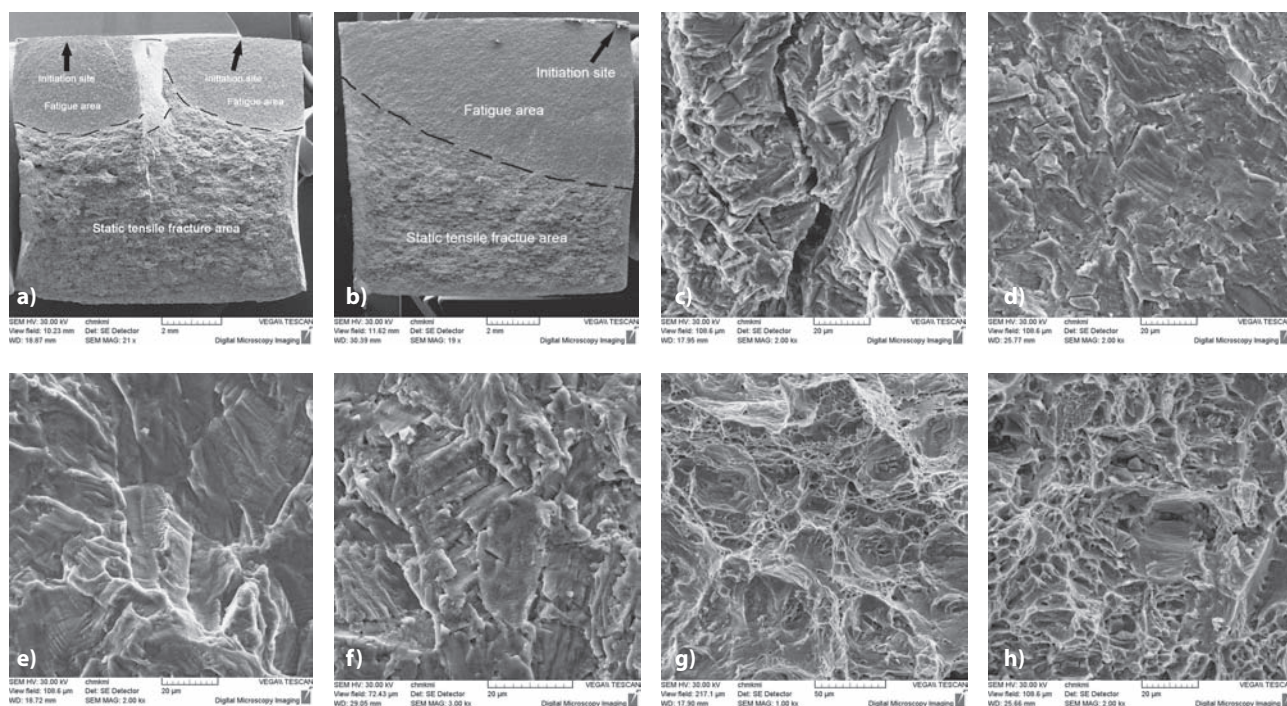 Initiation site Initiation site
Fatigue area Fatigue area
Static tensile fracture area
a)
SEM HV: 30.00 kV chmkmi VEGA\\ TESCAN
View field: 10.23 mm Det: SE Detector 2 mm
WD: 18.87 mm SEM MAG: 21 x Digital Microscopy Imaging
Initiation site
Fatigue area
Static tensile fractue area
b)
SEM HV: 30.00 kV chmkmi VEGA\\ TESCAN
View field: 11.62 mm Det: SE Detector 2 mm
WD: 30.39 mm SEM MAG: 19 x Digital Microscopy Imaging
c)
SEM HV: 30.00 kV chmkmi VEGA\\ TESCAN
View field: 108.6 µm Det: SE Detector 20 µm
WD: 17.95 mm SEM MAG: 2.00 kx Digital Microscopy Imaging
d)
SEM HV: 30.00 kV chmkmi VEGA\\ TESCAN
View field: 108.6 µm Det: SE Detector 20 µm
WD: 25.77 mm SEM MAG: 2.00 kx Digital Microscopy Imaging
e)
SEM HV: 30.00 kV chmkmi VEGA\\ TESCAN
View field: 108.6 µm Det: SE Detector 20 µm
WD: 18.72 mm SEM MAG: 2.00 kx Digital Microscopy Imaging
f)
SEM HV: 30.00 kV chmkmi VEGA\\ TESCAN
View field: 72.43 µm Det: SE Detector 20 µm
WD: 29.05 mm SEM MAG: 3.00 kx Digital Microscopy Imaging
g)
SEM HV: 30.00 kV chmkmi VEGA\\ TESCAN
View field: 217.1 µm Det: SE Detector 50 µm
WD: 17.90 mm SEM MAG: 1.00 kx Digital Microscopy Imaging
h)
SEM HV: 30.00 kV chmkmi VEGA\\ TESCAN
View field: 108.6 µm Det: SE Detector 20 µm
WD: 25.66 mm SEM MAG: 2.00 kx Digital Microscopy Imaging